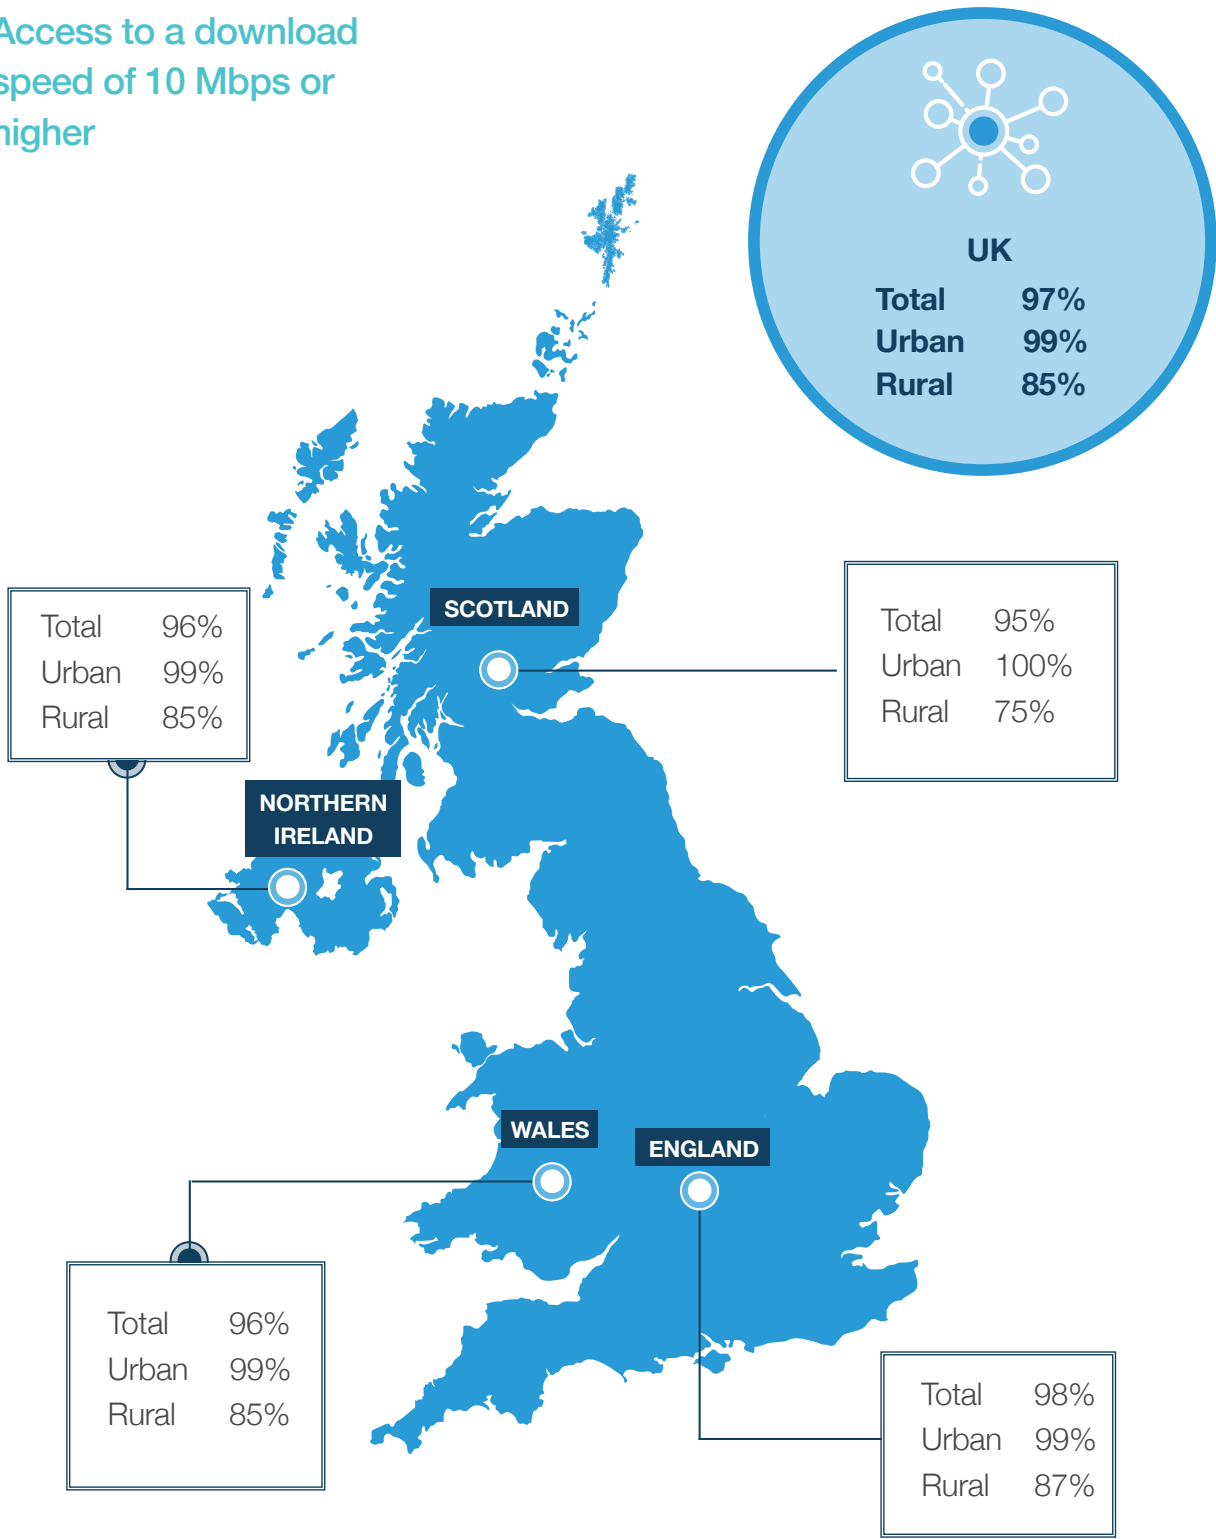 Access to a download
speed of 10 Mbps or
higher
UK
Total 97%
Urban 99%
Rural 85%
SCOTLAND
Total 95%
Urban 100%
Rural 75%
Total 96%
Urban 99%
Rural 85%
NORTHERN
IRELAND
WALES
ENGLAND
Total 96%
Urban 99%
Rural 85%
Total 98%
Urban 99%
Rural 87%